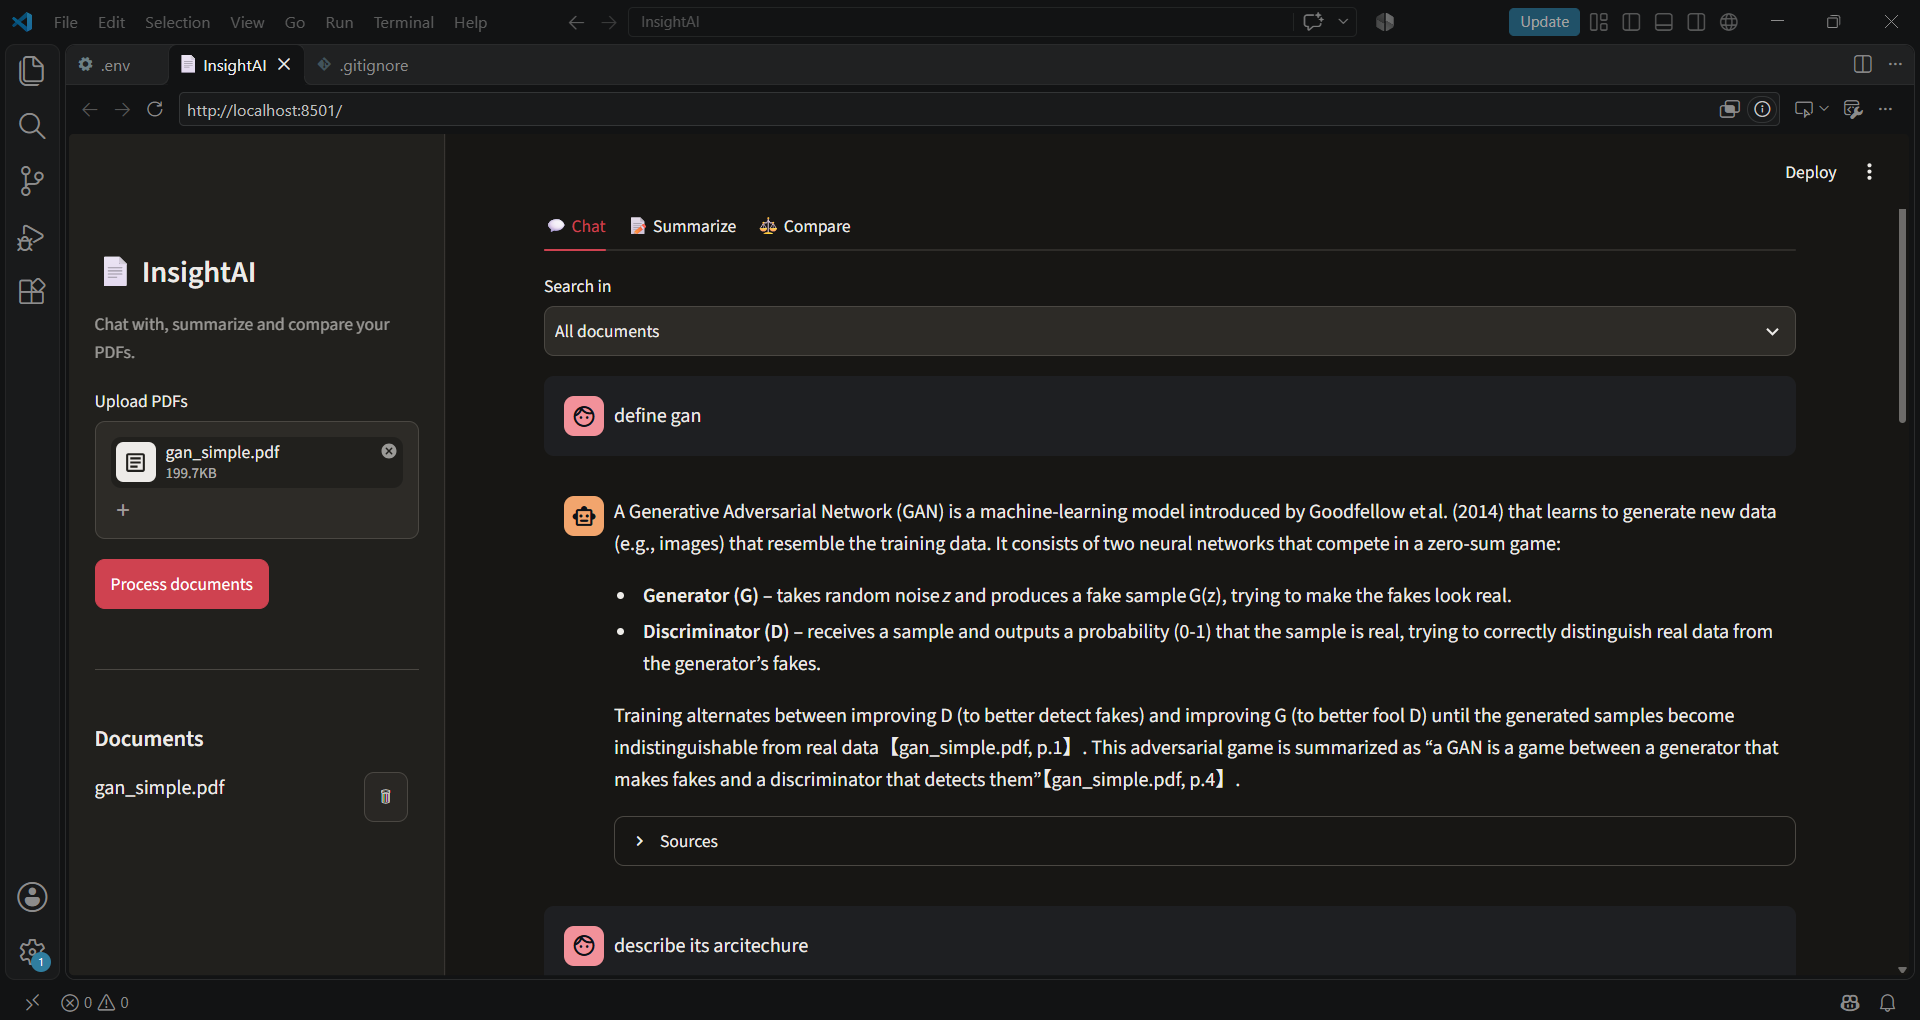 File Edit Selection View Go Run Terminal Help
InsightAI
Update
.env
InsightAI
.gitignore
http://localhost:8501/
Deploy
InsightAI
Chat with, summarize and compare your
PDFs.
Upload PDFs
gan_simple.pdf
199.7KB
Process documents
Documents
gan_simple.pdf
Chat Summarize Compare
Search in
All documents
define gan
A Generative Adversarial Network (GAN) is a machine-learning model introduced by Goodfellow et al. (2014) that learns to generate new data
(e.g., images) that resemble the training data. It consists of two neural networks that compete in a zero-sum game:
• Generator (G) – takes random noise z and produces a fake sample G(z), trying to make the fakes look real.
• Discriminator (D) – receives a sample and outputs a probability (0-1) that the sample is real, trying to correctly distinguish real data from
the generator’s fakes.
Training alternates between improving D (to better detect fakes) and improving G (to better fool D) until the generated samples become
indistinguishable from real data【gan_simple.pdf, p.1】. This adversarial game is summarized as “a GAN is a game between a generator that
makes fakes and a discriminator that detects them”【gan_simple.pdf, p.4】.
Sources
describe its arcitechure
1
0 0